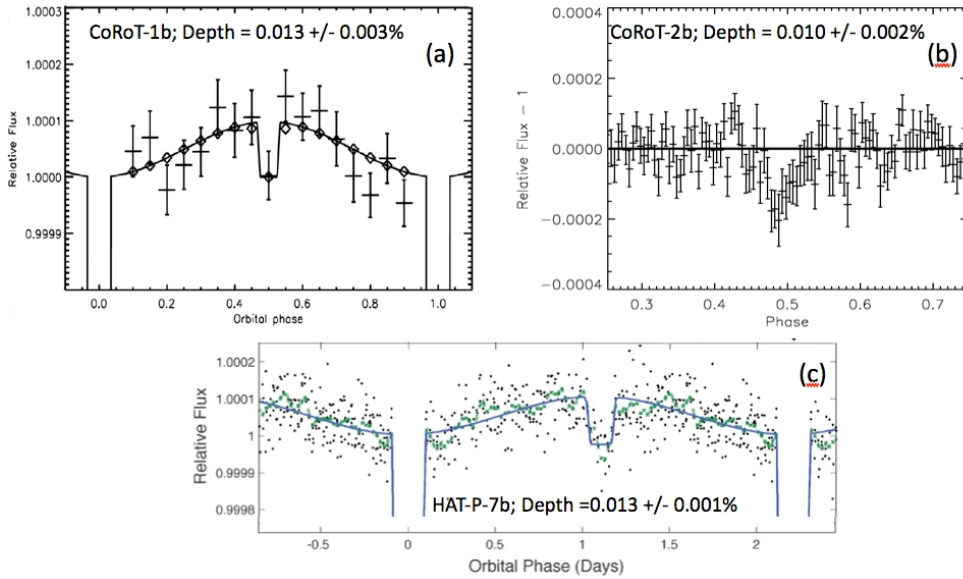 CoRoT-1b; Depth = 0.013 +/- 0.003%
(a)
1.0003
1.0002
1.0001
1.0000
0.9999
Relative Flux
0.0 0.2 0.4 0.6 0.8 1.0
Orbital phase
CoRoT-2b; Depth = 0.010 +/- 0.002%
(b)
0.0004
0.0002
0.0000
-0.0002
-0.0004
Relative Flux - 1
0.3 0.4 0.5 0.6 0.7
Phase
(c)
1.0002
1.0001
1
0.9999
0.9998
Relative Flux
HAT-P-7b; Depth =0.013 +/- 0.001%
-0.5 0 0.5 1 1.5 2
Orbital Phase (Days)